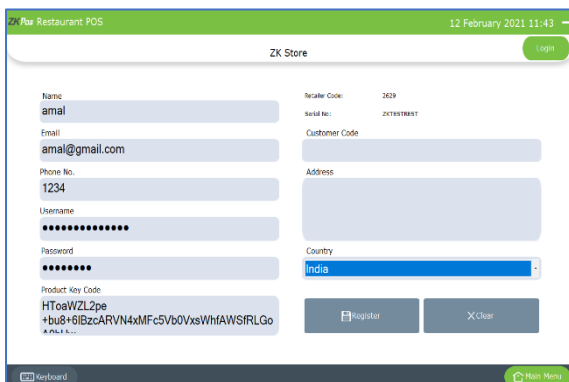 ZKPos Restaurant POS
12 February 2021 11:43
ZK Store
Login
Name
amal
Email
amal@gmail.com
Phone No.
1234
Username
●●●●●●●●●●●●●●
Password
●●●●●●●●
Product Key Code
HToaWZL2pe
+bu8+6IBzcARVN4xMFc5Vb0VxsWhfAWSfRLGo
Retailer Code: 2629
Serial No: ZKTESTREST
Customer Code
Address
Country
India
Register
Clear
Keyboard
Main Menu